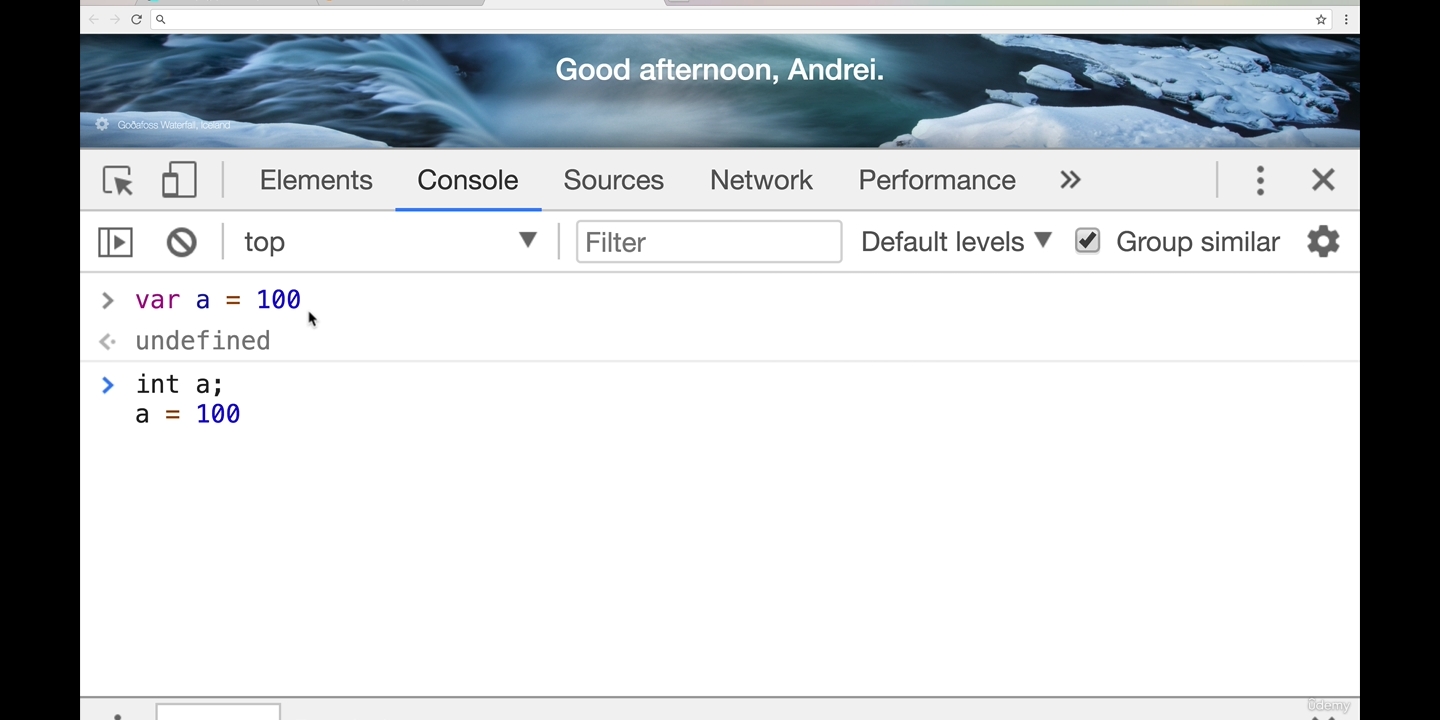 Good afternoon, Andrei.
Goðafoss Waterfall, Iceland
Elements Console Sources Network Performance
top Filter Default levels Group similar
var a = 100
undefined
int a;
a = 100
ûdemy